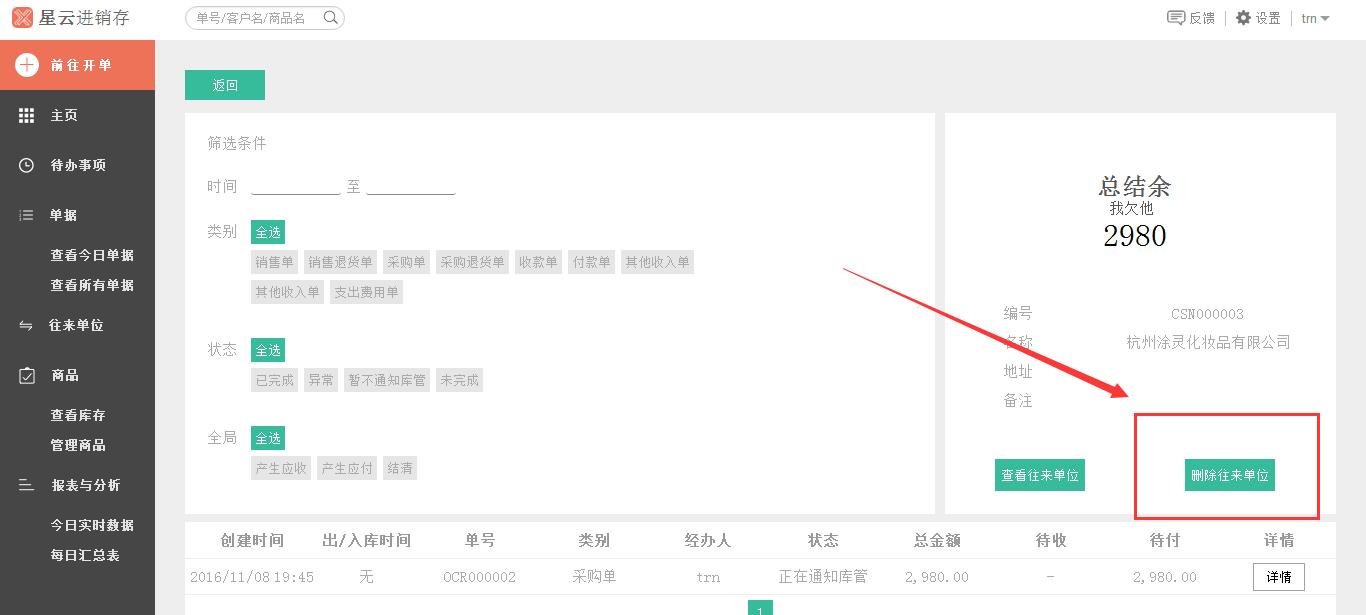 星云进销存
单号/客户名/商品名
反馈
设置
trn
前往开单
主页
待办事项
单据
查看今日单据
查看所有单据
往来单位
商品
查看库存
管理商品
报表与分析
今日实时数据
每日汇总表
返回
筛选条件
时间 至
类别 全选
销售单 销售退货单 采购单 采购退货单 收款单 付款单 其他收入单
其他收入单 支出费用单
状态 全选
已完成 异常 暂不通知库管 未完成
全局 全选
产生应收 产生应付 结清
总结余
我欠他
2980
编号 CSN000003
名称 杭州涂灵化妆品有限公司
地址
备注
查看往来单位 删除往来单位
创建时间 出/入库时间 单号 类别 经办人 状态 总金额 待收 待付 详情
2016/11/08 19:45 无 OCR000002 采购单 trn 正在通知库管 2,980.00 - 2,980.00 详情
1